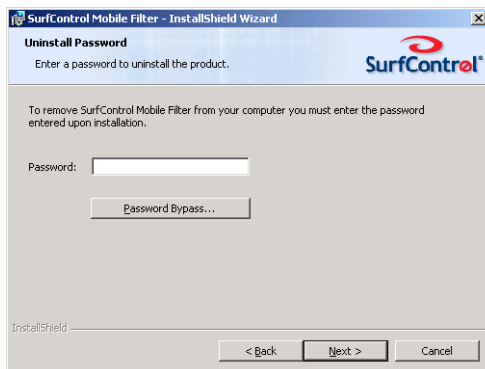 SurfControl Mobile Filter - InstallShield Wizard
Uninstall Password
Enter a password to uninstall the product.
SurfControl
To remove SurfControl Mobile Filter from your computer you must enter the password
entered upon installation.
Password:
Password Bypass...
InstallShield
< Back Next > Cancel